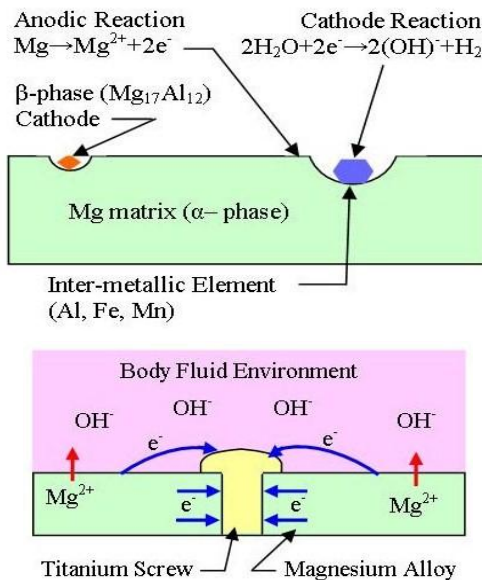 Anodic Reaction
Mg→Mg²⁺+2e⁻
Cathode Reaction
2H₂O+2e⁻→2(OH)⁻+H₂
β-phase (Mg₁₇Al₁₂)
Cathode
Mg matrix (α– phase)
Inter-metallic Element
(Al, Fe, Mn)
Body Fluid Environment
OH⁻ OH⁻
OH⁻ OH⁻
e⁻ e⁻
Mg²⁺ e⁻ e⁻ Mg²⁺
Titanium Screw Magnesium Alloy